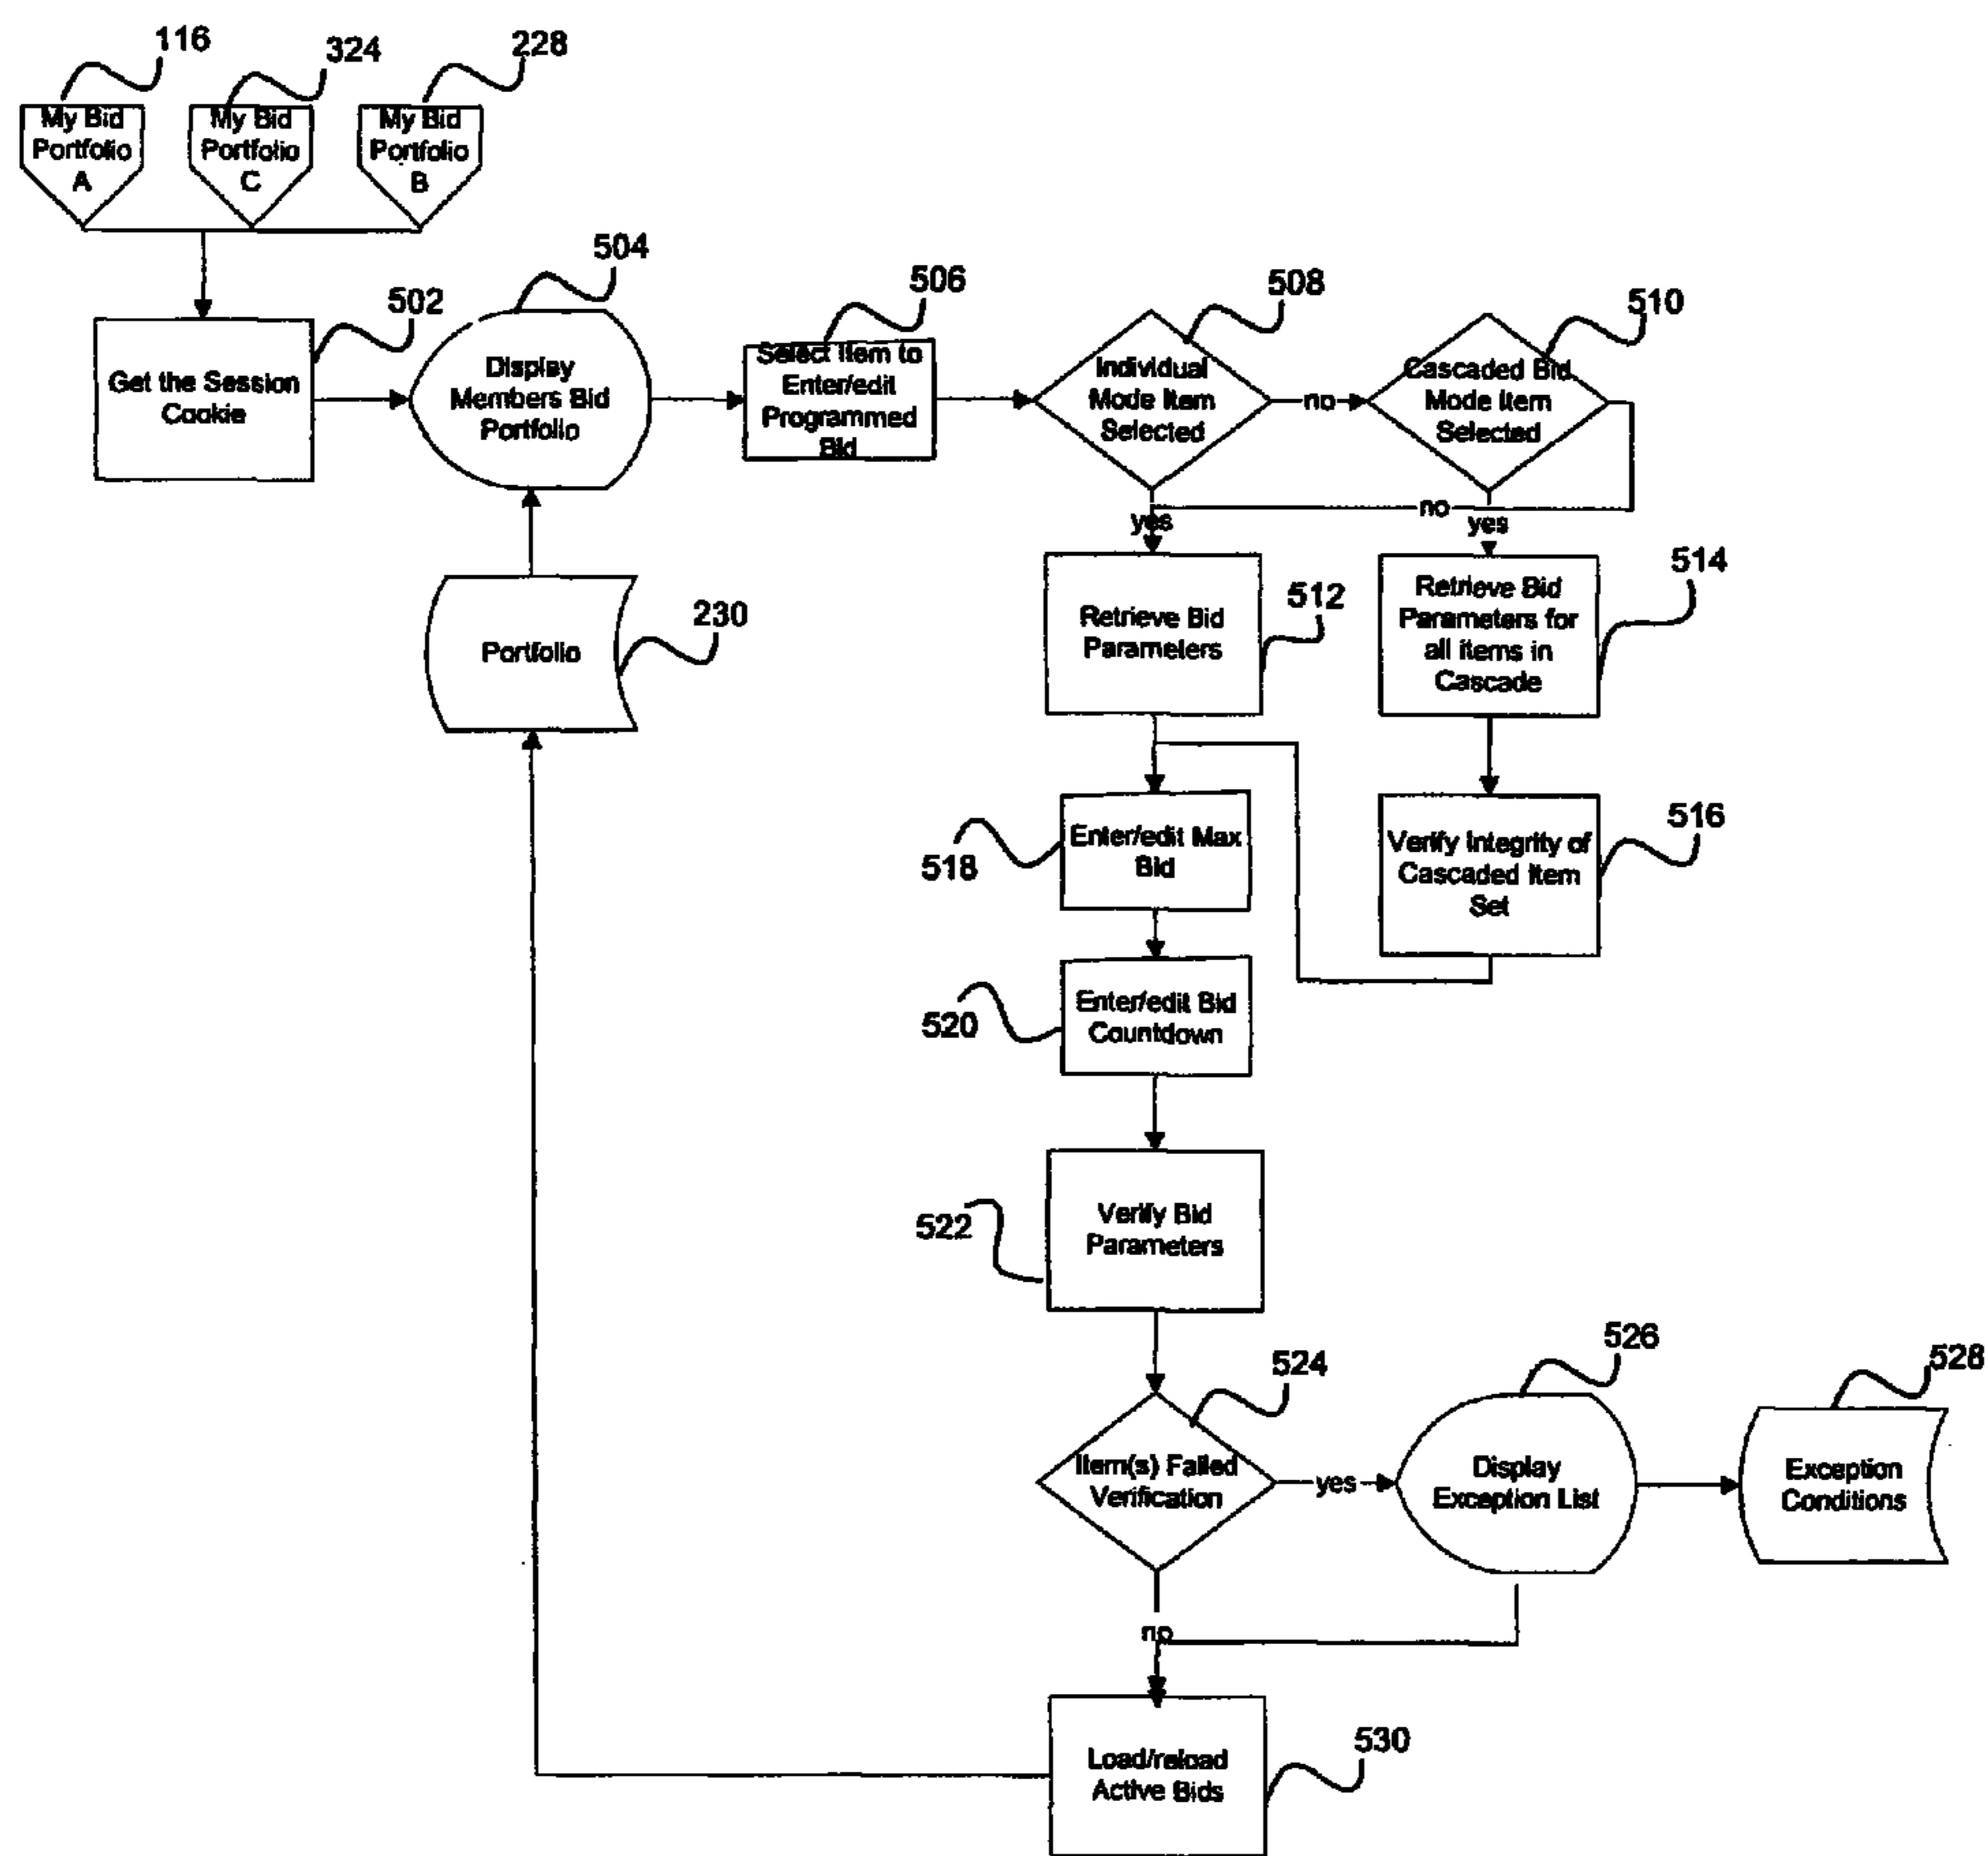 116
324
228
My Bid
Portfolio
A
My Bid
Portfolio
C
My Bid
Portfolio
B
502
504
506
508
510
Get the Session
Cookie
Display
Members Bid
Portfolio
Select Item to
Enter/edit
Programmed
Bid
Individual
Mode Item
Selected
no
Cascaded Bid
Mode Item
Selected
yes
no
yes
Portfolio
230
Retrieve Bid
Parameters
512
Retrieve Bid
Parameters for
all items in
Cascade
514
518
Enter/edit Max
Bid
Verify Integrity of
Cascaded Item
Set
516
520
Enter/edit Bid
Countdown
522
Verify Bid
Parameters
524
526
528
Item(s) Failed
Verification
yes
Display
Exception List
Exception
Conditions
no
Load/reload
Active Bids
530